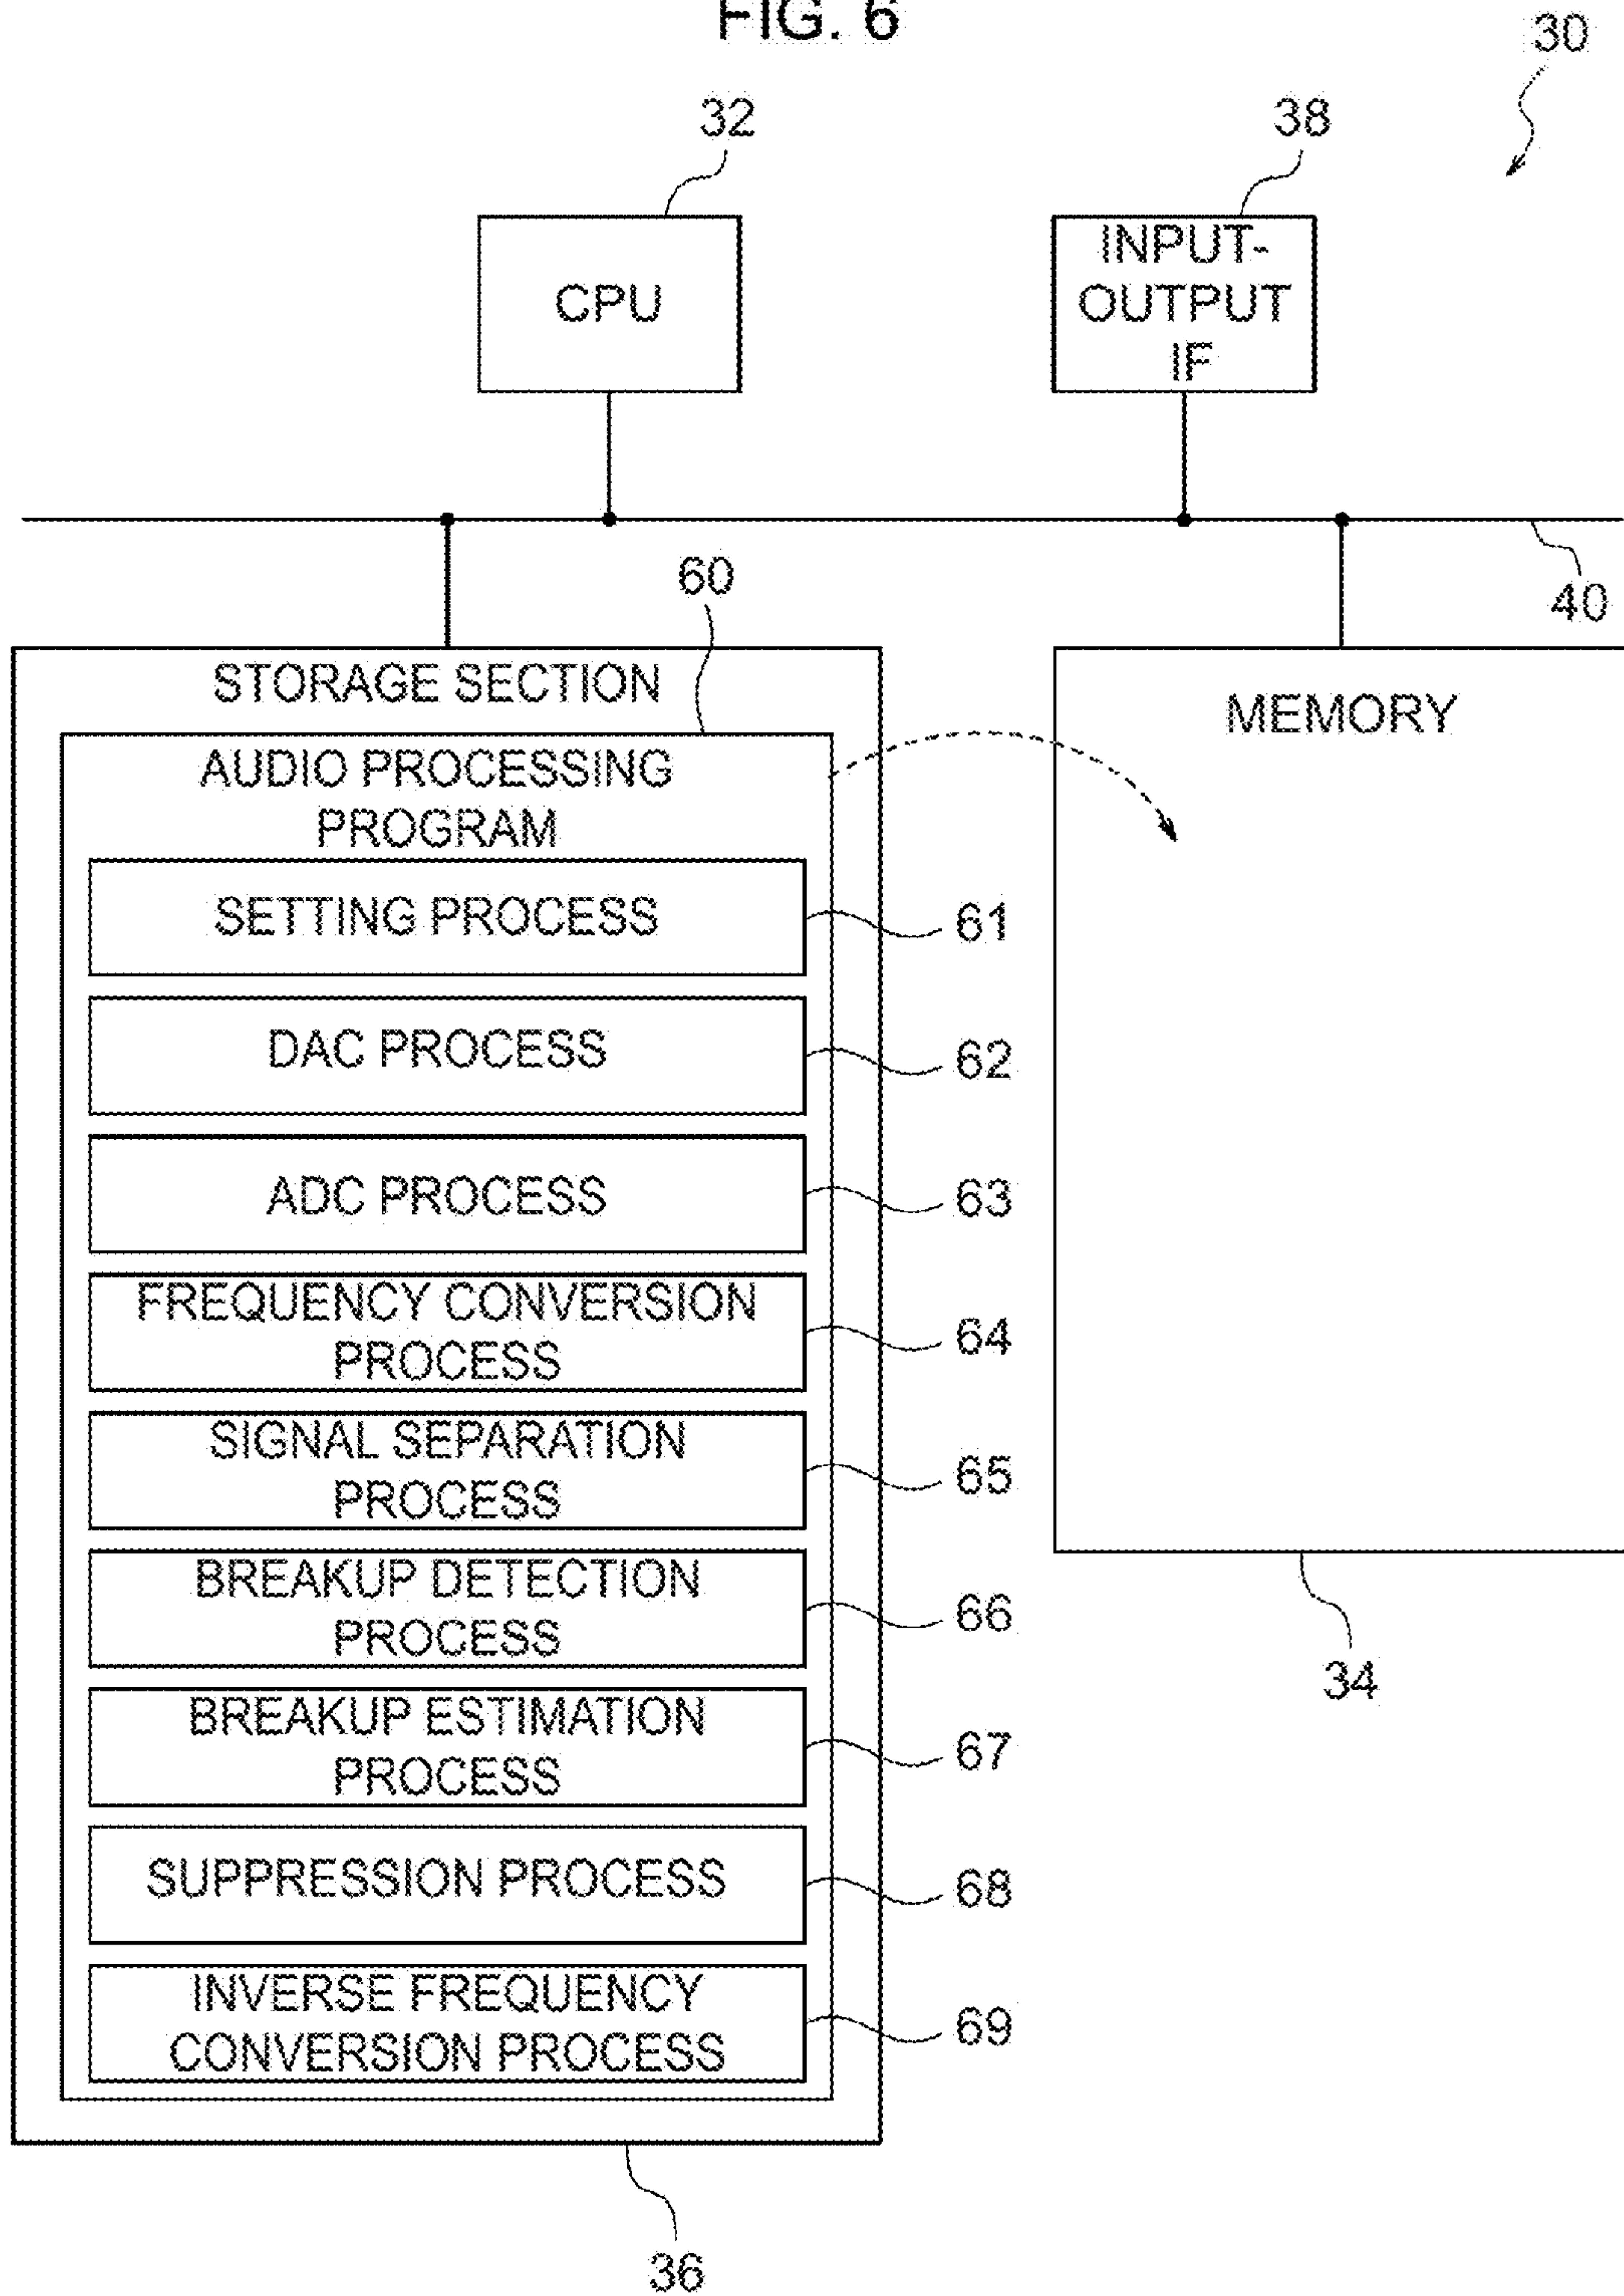 FIG. 6
30
32
38
CPU
INPUT-
OUTPUT
IF
40
60
STORAGE SECTION
MEMORY
AUDIO PROCESSING
PROGRAM
SETTING PROCESS
61
DAC PROCESS
62
ADC PROCESS
63
FREQUENCY CONVERSION
PROCESS
64
SIGNAL SEPARATION
PROCESS
65
BREAKUP DETECTION
PROCESS
66
BREAKUP ESTIMATION
PROCESS
67
SUPPRESSION PROCESS
68
INVERSE FREQUENCY
CONVERSION PROCESS
69
34
36